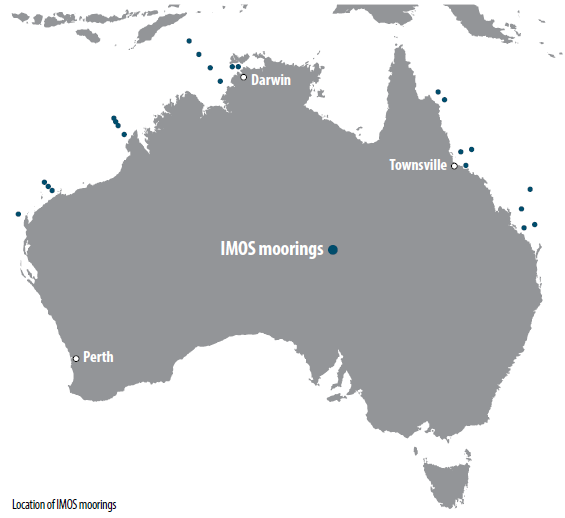 Darwin
Townsville
IMOS moorings
Perth
Location of IMOS moorings